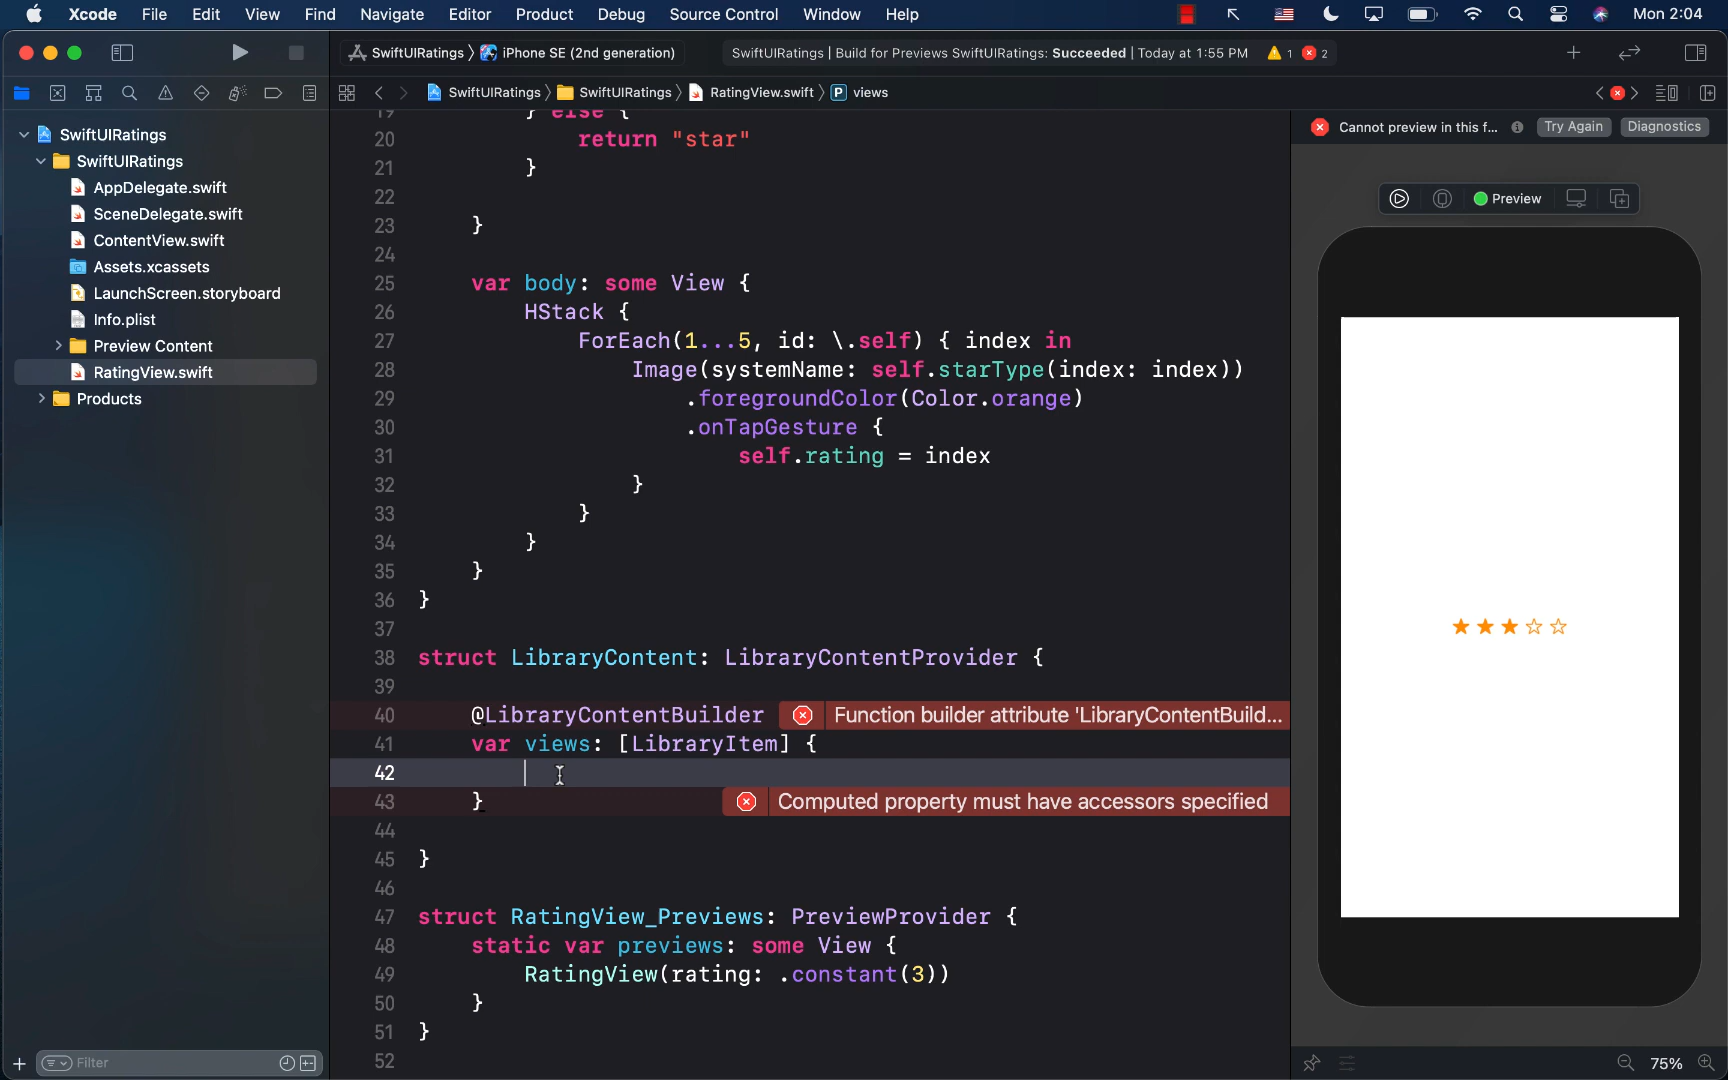 Xcode File Edit View Find Navigate Editor Product Debug Source Control Window Help Mon 2:04
SwiftUIRatings 〉 iPhone SE (2nd generation)
SwiftUIRatings | Build for Previews SwiftUIRatings: Succeeded | Today at 1:55 PM 1 2
SwiftUIRatings 〉 SwiftUIRatings 〉 RatingView.swift 〉 P views
SwiftUIRatings
SwiftUIRatings
AppDelegate.swift
SceneDelegate.swift
ContentView.swift
Assets.xcassets
LaunchScreen.storyboard
Info.plist
Preview Content
RatingView.swift
Products
Filter
19 } else {
20 return "star"
21 }
22
23 }
24
25 var body: some View {
26 HStack {
27 ForEach(1...5, id: \.self) { index in
28 Image(systemName: self.starType(index: index))
29 .foregroundColor(Color.orange)
30 .onTapGesture {
31 self.rating = index
32 }
33 }
34 }
35 }
36 }
37
38 struct LibraryContent: LibraryContentProvider {
39
40 @LibraryContentBuilder Function builder attribute 'LibraryContentBuild...
41 var views: [LibraryItem] {
42
43 } Computed property must have accessors specified
44
45 }
46
47 struct RatingView_Previews: PreviewProvider {
48 static var previews: some View {
49 RatingView(rating: .constant(3))
50 }
51 }
52
Cannot preview in this f... Try Again Diagnostics
Preview
75%